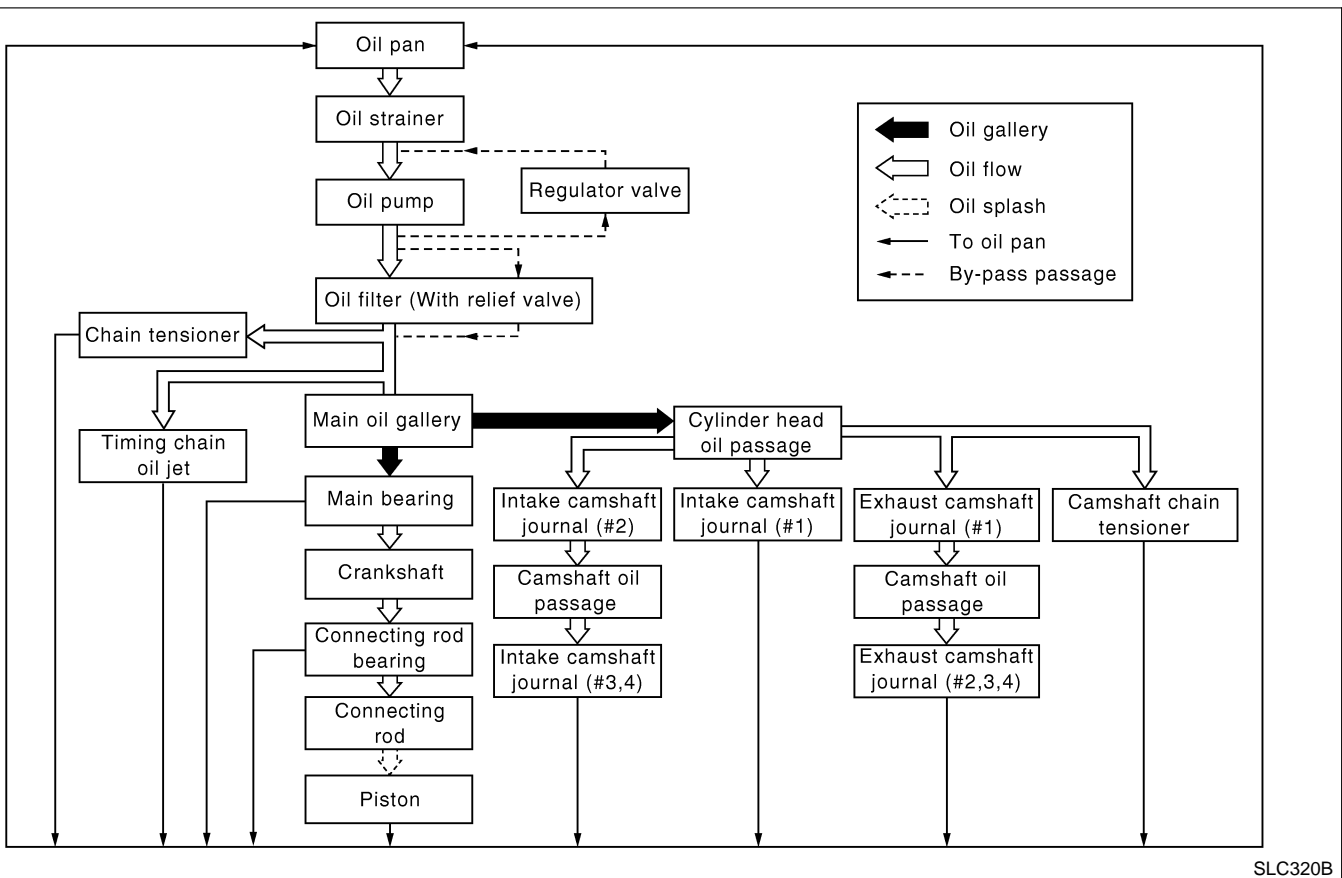 Oil pan
Oil strainer
Oil pump
Regulator valve
Oil filter (With relief valve)
Oil gallery
Oil flow
Oil splash
To oil pan
By-pass passage
Chain tensioner
Timing chain
oil jet
Main oil gallery
Cylinder head
oil passage
Main bearing
Intake camshaft
journal (#2)
Intake camshaft
journal (#1)
Exhaust camshaft
journal (#1)
Camshaft chain
tensioner
Crankshaft
Camshaft oil
passage
Camshaft oil
passage
Connecting rod
bearing
Intake camshaft
journal (#3,4)
Exhaust camshaft
journal (#2,3,4)
Connecting
rod
Piston
SLC320B